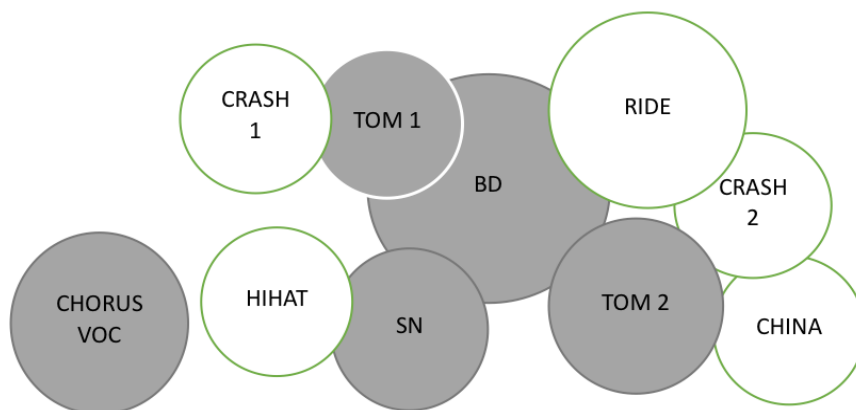 CRASH
1
TOM 1
RIDE
BD
CRASH
2
CHORUS
VOC
HIHAT
SN
TOM 2
CHINA